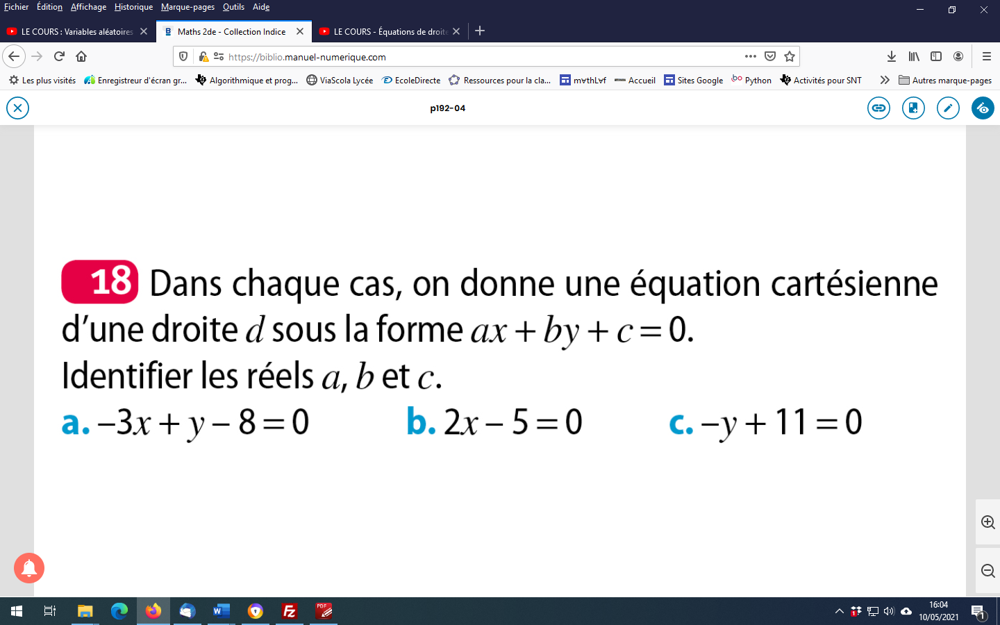 Fichier Édition Affichage Historique Marque-pages Outils Aide
LE COURS : Variables aléatoires
Maths 2de - Collection Indice
LE COURS - Équations de droite
https://biblio.manuel-numerique.com
Les plus visités Enregistreur d'écran gr... Algorithmique et prog... ViaScola Lycée EcoleDirecte Ressources pour la cla... m∀thL∀f Accueil Sites Google Python Activités pour SNT Autres marque-pages
p192-04
18 Dans chaque cas, on donne une équation cartésienne
d’une droite d sous la forme ax + by + c = 0.
Identifier les réels a, b et c.
a. –3x + y – 8 = 0 b. 2x – 5 = 0 c. –y + 11 = 0
16:04
10/05/2021